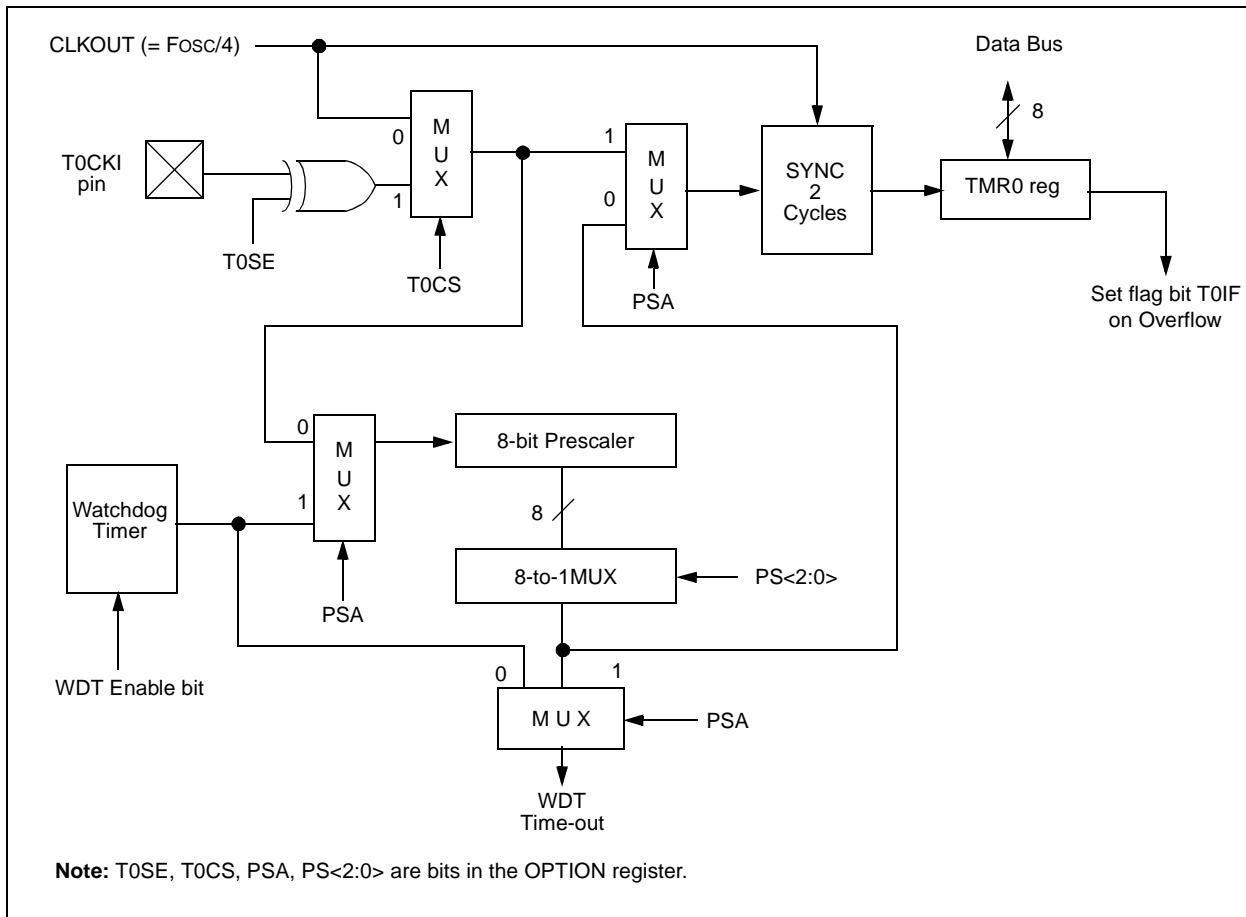 CLKOUT (= FOSC/4)
Data Bus
8
T0CKI
pin
0
1
M
U
X
T0SE
T0CS
1
0
M
U
X
PSA
SYNC
2
Cycles
TMR0 reg
Set flag bit T0IF
on Overflow
0
1
M
U
X
PSA
8-bit Prescaler
8
Watchdog
Timer
8-to-1MUX
PS<2:0>
WDT Enable bit
0
1
M U X
PSA
WDT
Time-out
Note: T0SE, T0CS, PSA, PS<2:0> are bits in the OPTION register.